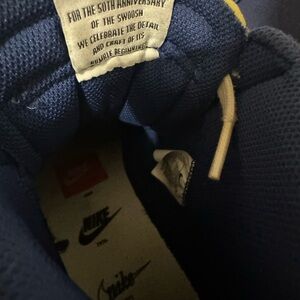 FOR THE 50TH ANNIVERSARY
OF THE SWOOSH
WE CELEBRATE THE DETAIL
AND CRAFT OF ITS
HUMBLE BEGINNINGS
NIKE
nike